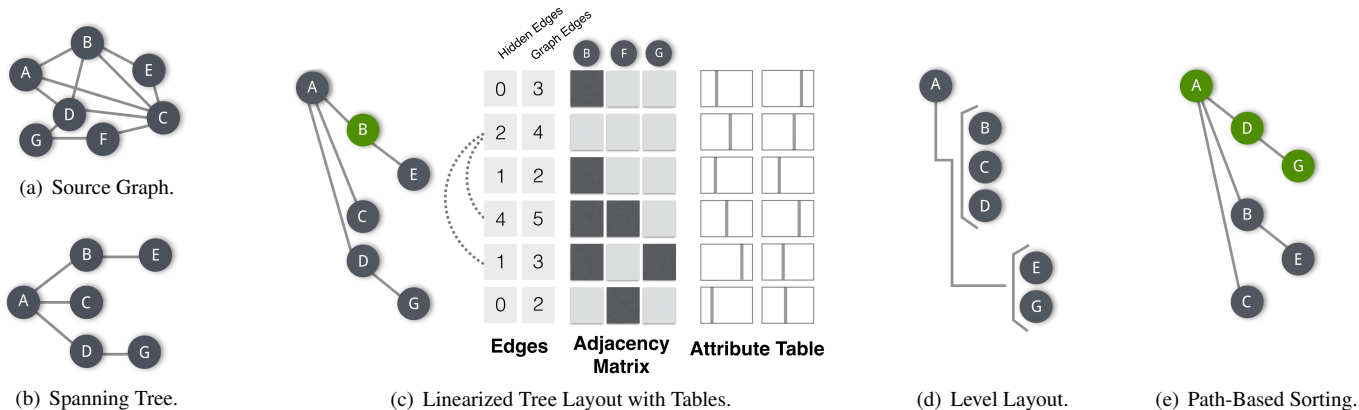 A
B
E
D
C
G
F
(a) Source Graph.
A
B
E
C
D
G
(b) Spanning Tree.
Hidden Edges
Graph Edges
B F G
A
0 3
B
2 4
E
1 2
C
4 5
D
1 3
G
0 2
Edges
Adjacency
Matrix
Attribute Table
(c) Linearized Tree Layout with Tables.
A
B
C
D
E
G
(d) Level Layout.
A
D
G
B
E
C
(e) Path-Based Sorting.